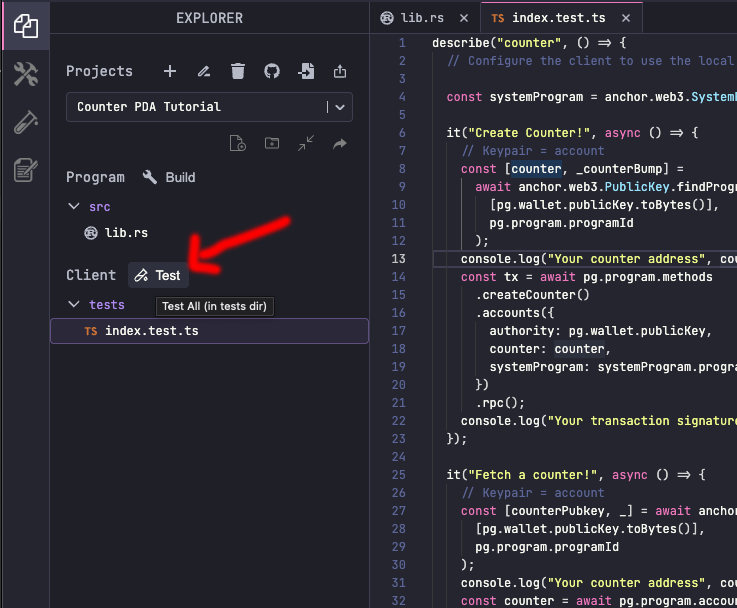 EXPLORER
Projects
Counter PDA Tutorial
Program Build
src
lib.rs
Client Test
tests
Test All (in tests dir)
TS index.test.ts
lib.rs × TS index.test.ts ×
1 describe("counter", () => {
2 // Configure the client to use the local
3
4 const systemProgram = anchor.web3.System
5
6 it("Create Counter!", async () => {
7 // Keypair = account
8 const [counter, _counterBump] =
9 await anchor.web3.PublicKey.findProg
10 [pg.wallet.publicKey.toBytes()],
11 pg.program.programId
12 );
13 console.log("Your counter address", cou
14 const tx = await pg.program.methods
15 .createCounter()
16 .accounts({
17 authority: pg.wallet.publicKey,
18 counter: counter,
19 systemProgram: systemProgram.progra
20 })
21 .rpc();
22 console.log("Your transaction signature
23 });
24
25 it("Fetch a counter!", async () => {
26 // Keypair = account
27 const [counterPubkey, _] = await anchor
28 [pg.wallet.publicKey.toBytes()],
29 pg.program.programId
30 );
31 console.log("Your counter address", cou
32 const counter = await pg.program.accoun